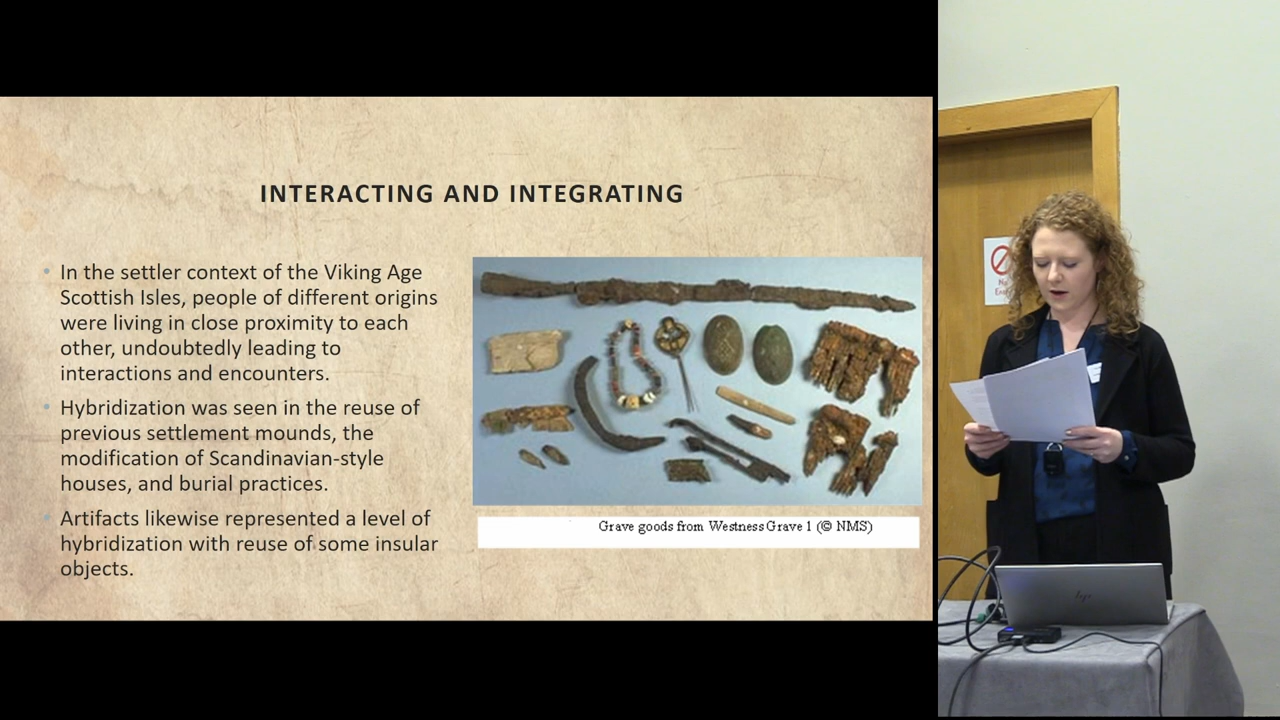 INTERACTING AND INTEGRATING
In the settler context of the Viking Age
Scottish Isles, people of different origins
were living in close proximity to each
other, undoubtedly leading to
interactions and encounters.
Hybridization was seen in the reuse of
previous settlement mounds, the
modification of Scandinavian-style
houses, and burial practices.
Artifacts likewise represented a level of
hybridization with reuse of some insular
objects.
Grave goods from Westness Grave 1 (© NMS)
hp